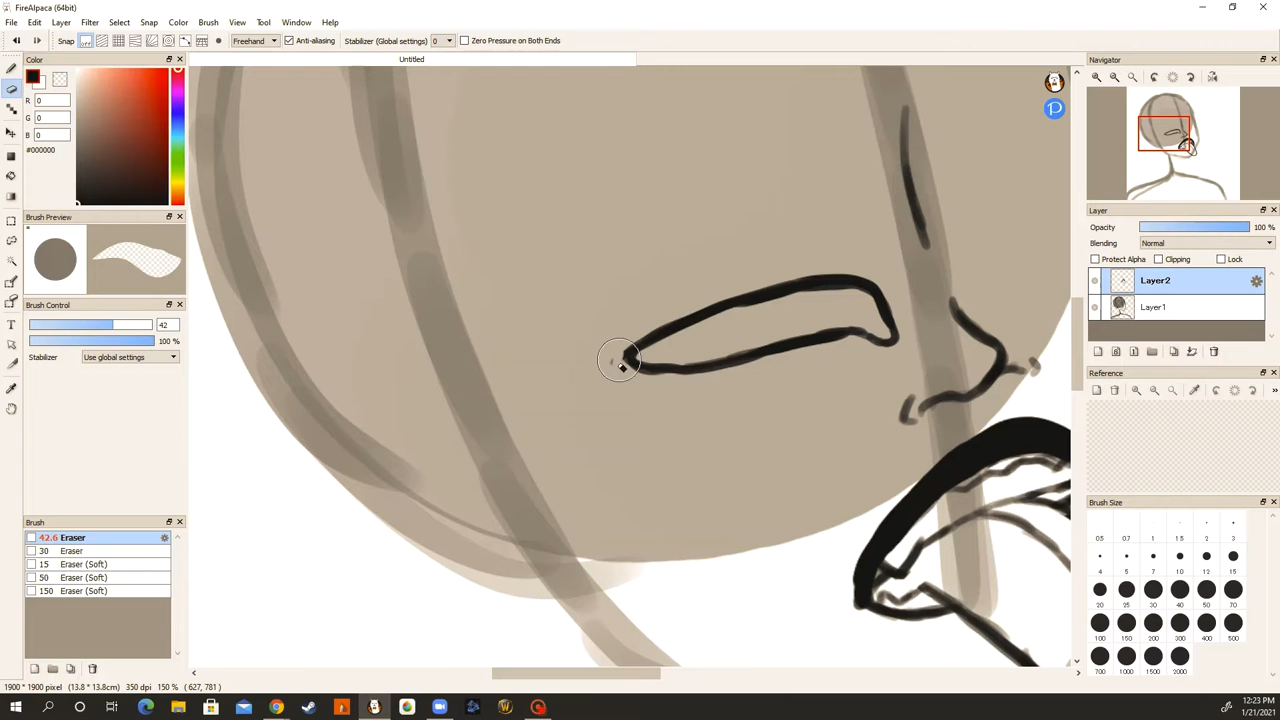 FireAlpaca (64bit)
File Edit Layer Filter Select Snap Color Brush View Tool Window Help
Snap Off Freehand Anti-aliasing Stabilizer (Global settings) 0 Zero Pressure on Both Ends
Color
Untitled
Navigator
R 0
G 0
B 0
#000000
P
Brush Preview
Layer
Opacity 100 %
Blending Normal
Protect Alpha Clipping Lock
Layer2
Layer1
Brush Control
42
100 %
Stabilizer Use global settings
Reference
Brush Size
0.5 0.7 1 1.5 2 3
4 5 7 10 12 15
20 25 30 40 50 70
100 150 200 300 400 500
700 1000 1500 2000
Brush
42.6 Eraser
30 Eraser
15 Eraser (Soft)
50 Eraser (Soft)
150 Eraser (Soft)
1900 * 1900 pixel (13.8 * 13.8cm) 350 dpi 150 % ( 627, 781 )
12:23 PM
1/21/2021